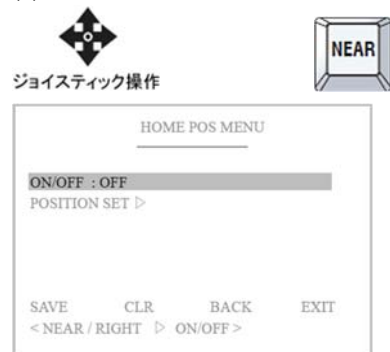 NEAR
ジョイスティック操作
HOME POS MENU
ON/OFF : OFF
POSITION SET ▷
SAVE CLR BACK EXIT
< NEAR / RIGHT ▷ ON/OFF >